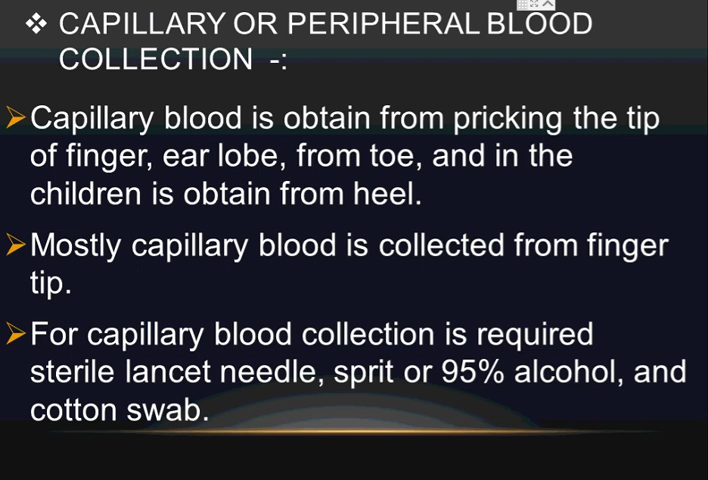 ❖ CAPILLARY OR PERIPHERAL BLOOD
COLLECTION -:
➢Capillary blood is obtain from pricking the tip
of finger, ear lobe, from toe, and in the
children is obtain from heel.
➢Mostly capillary blood is collected from finger
tip.
➢For capillary blood collection is required
sterile lancet needle, sprit or 95% alcohol, and
cotton swab.